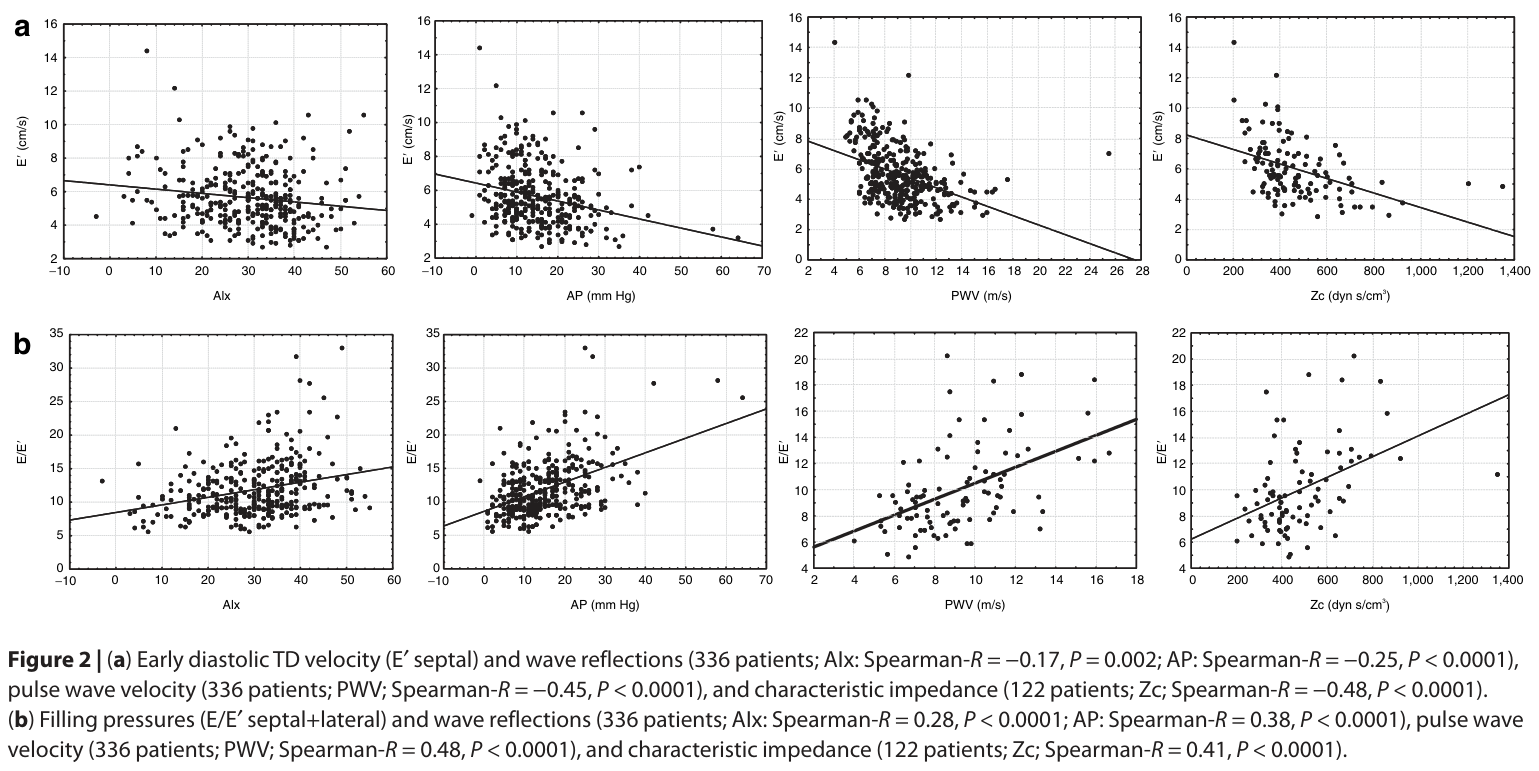 a
16
14
12
10
8
6
4
2
E′ (cm/s)
–10 0 10 20 30 40 50 60
AIx
16
14
12
10
8
6
4
2
E′ (cm/s)
–10 0 10 20 30 40 50 60 70
AP (mm Hg)
16
14
12
10
8
6
4
2
0
E′ (cm/s)
2 4 6 8 10 12 14 16 18 20 22 24 26 28
PWV (m/s)
16
14
12
10
8
6
4
2
0
E′ (cm/s)
0 200 400 600 800 1,000 1,200 1,400
Zc (dyn s/cm³)
b
35
30
25
20
15
10
5
0
E/E′
–10 0 10 20 30 40 50 60
AIx
35
30
25
20
15
10
5
0
E/E′
–10 0 10 20 30 40 50 60 70
AP (mm Hg)
22
20
18
16
14
12
10
8
6
4
E/E′
2 4 6 8 10 12 14 16 18
PWV (m/s)
22
20
18
16
14
12
10
8
6
4
E/E′
0 200 400 600 800 1,000 1,200 1,400
Zc (dyn s/cm³)
Figure 2 | (a) Early diastolic TD velocity (E′ septal) and wave reflections (336 patients; AIx: Spearman-R = −0.17, P = 0.002; AP: Spearman-R = −0.25, P < 0.0001),
pulse wave velocity (336 patients; PWV; Spearman-R = −0.45, P < 0.0001), and characteristic impedance (122 patients; Zc; Spearman-R = −0.48, P < 0.0001).
(b) Filling pressures (E/E′ septal+lateral) and wave reflections (336 patients; AIx: Spearman-R = 0.28, P < 0.0001; AP: Spearman-R = 0.38, P < 0.0001), pulse wave
velocity (336 patients; PWV; Spearman-R = 0.48, P < 0.0001), and characteristic impedance (122 patients; Zc; Spearman-R = 0.41, P < 0.0001).